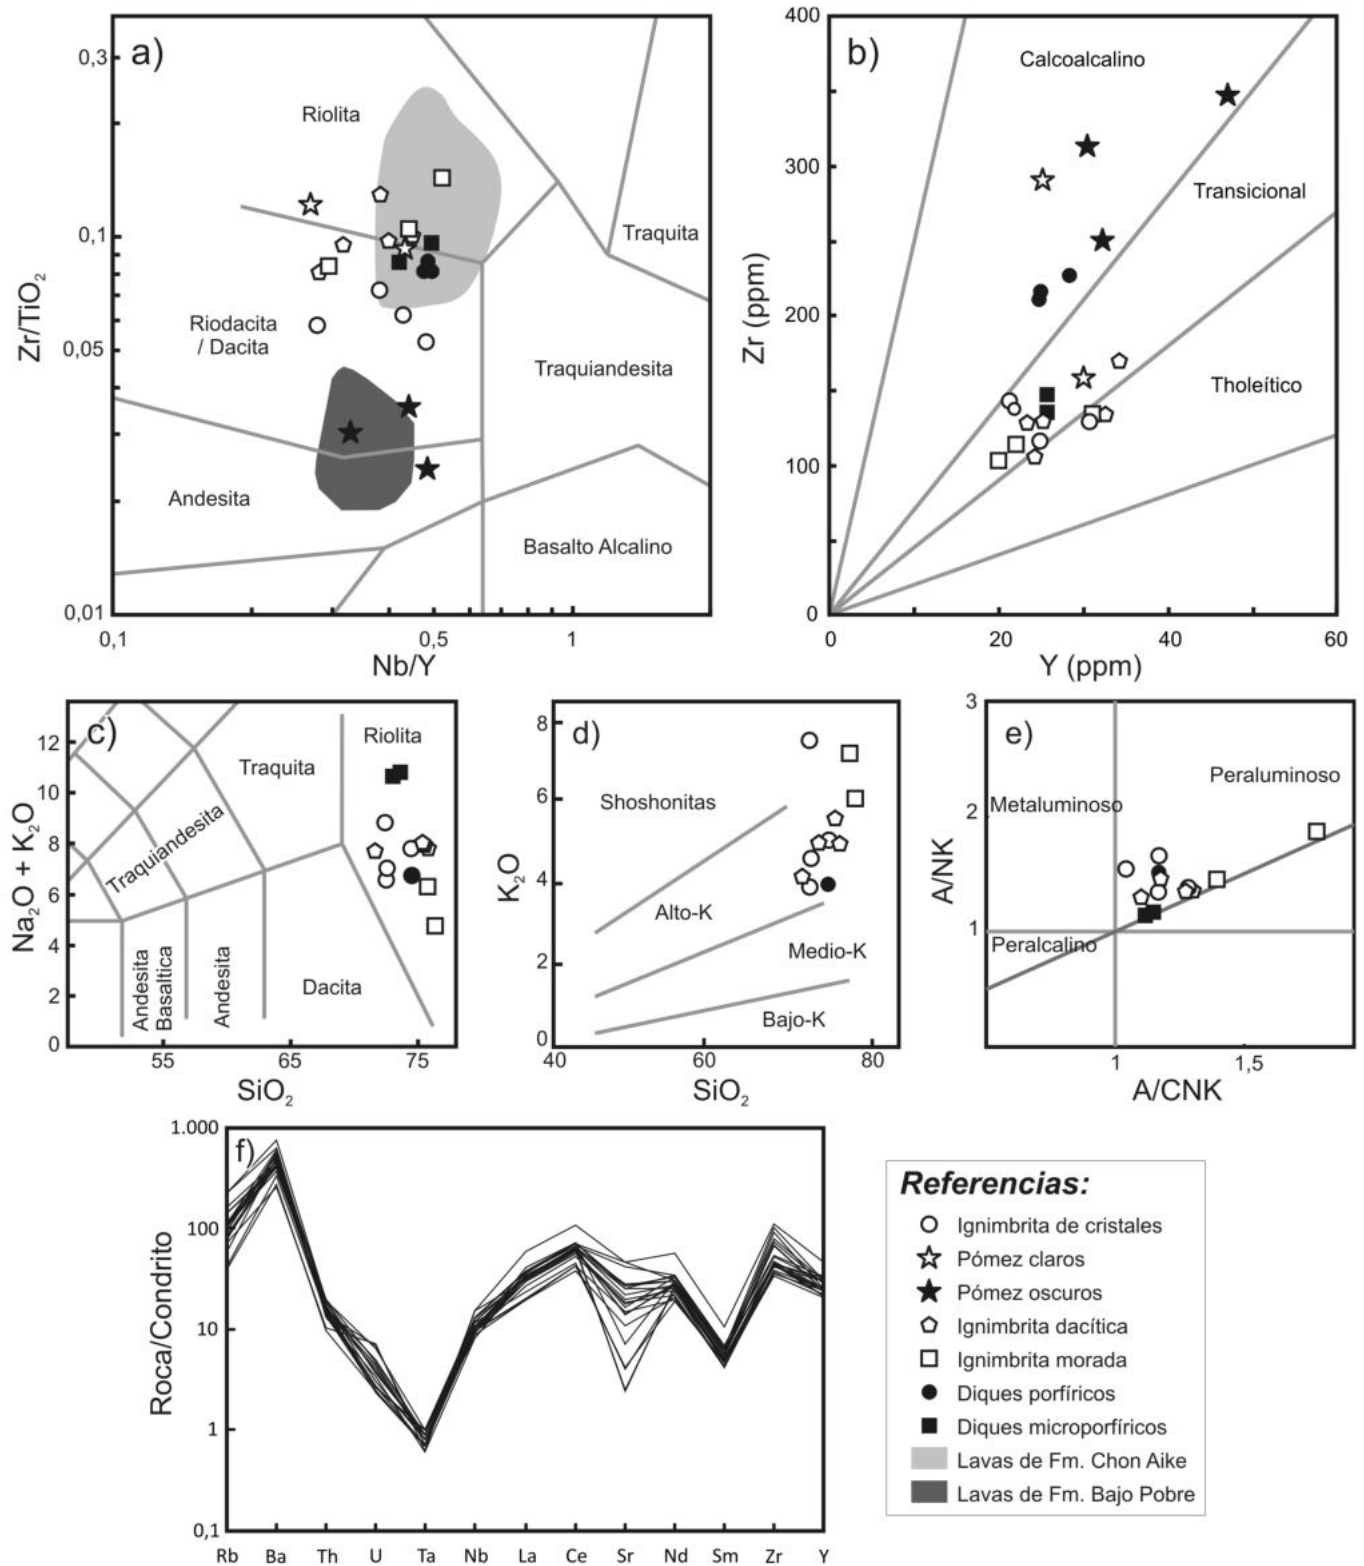 a)
0,3
0,1
0,05
0,01
Zr/TiO₂
Riolita
Traquita
Riodacita
/ Dacita
Traquiandesita
Andesita
Basalto Alcalino
0,1
0,5
1
Nb/Y
b)
400
300
200
100
0
Zr (ppm)
Calcoalcalino
Transicional
Tholeítico
0
20
40
60
Y (ppm)
c)
12
10
8
6
4
2
0
Na₂O + K₂O
Riolita
Traquita
Traquiandesita
Andesita
Basaltica
Andesita
Dacita
55
65
75
SiO₂
d)
8
6
4
2
0
K₂O
Shoshonitas
Alto-K
Medio-K
Bajo-K
40
60
80
SiO₂
e)
3
2
1
A/NK
Peraluminoso
Metaluminoso
Peralcalino
1
1,5
A/CNK
f)
1.000
100
10
1
0,1
Roca/Condrito
Rb Ba Th U Ta Nb La Ce Sr Nd Sm Zr Y
Referencias:
Ignimbrita de cristales
Pómez claros
Pómez oscuros
Ignimbrita dacítica
Ignimbrita morada
Diques porfíricos
Diques microporfíricos
Lavas de Fm. Chon Aike
Lavas de Fm. Bajo Pobre